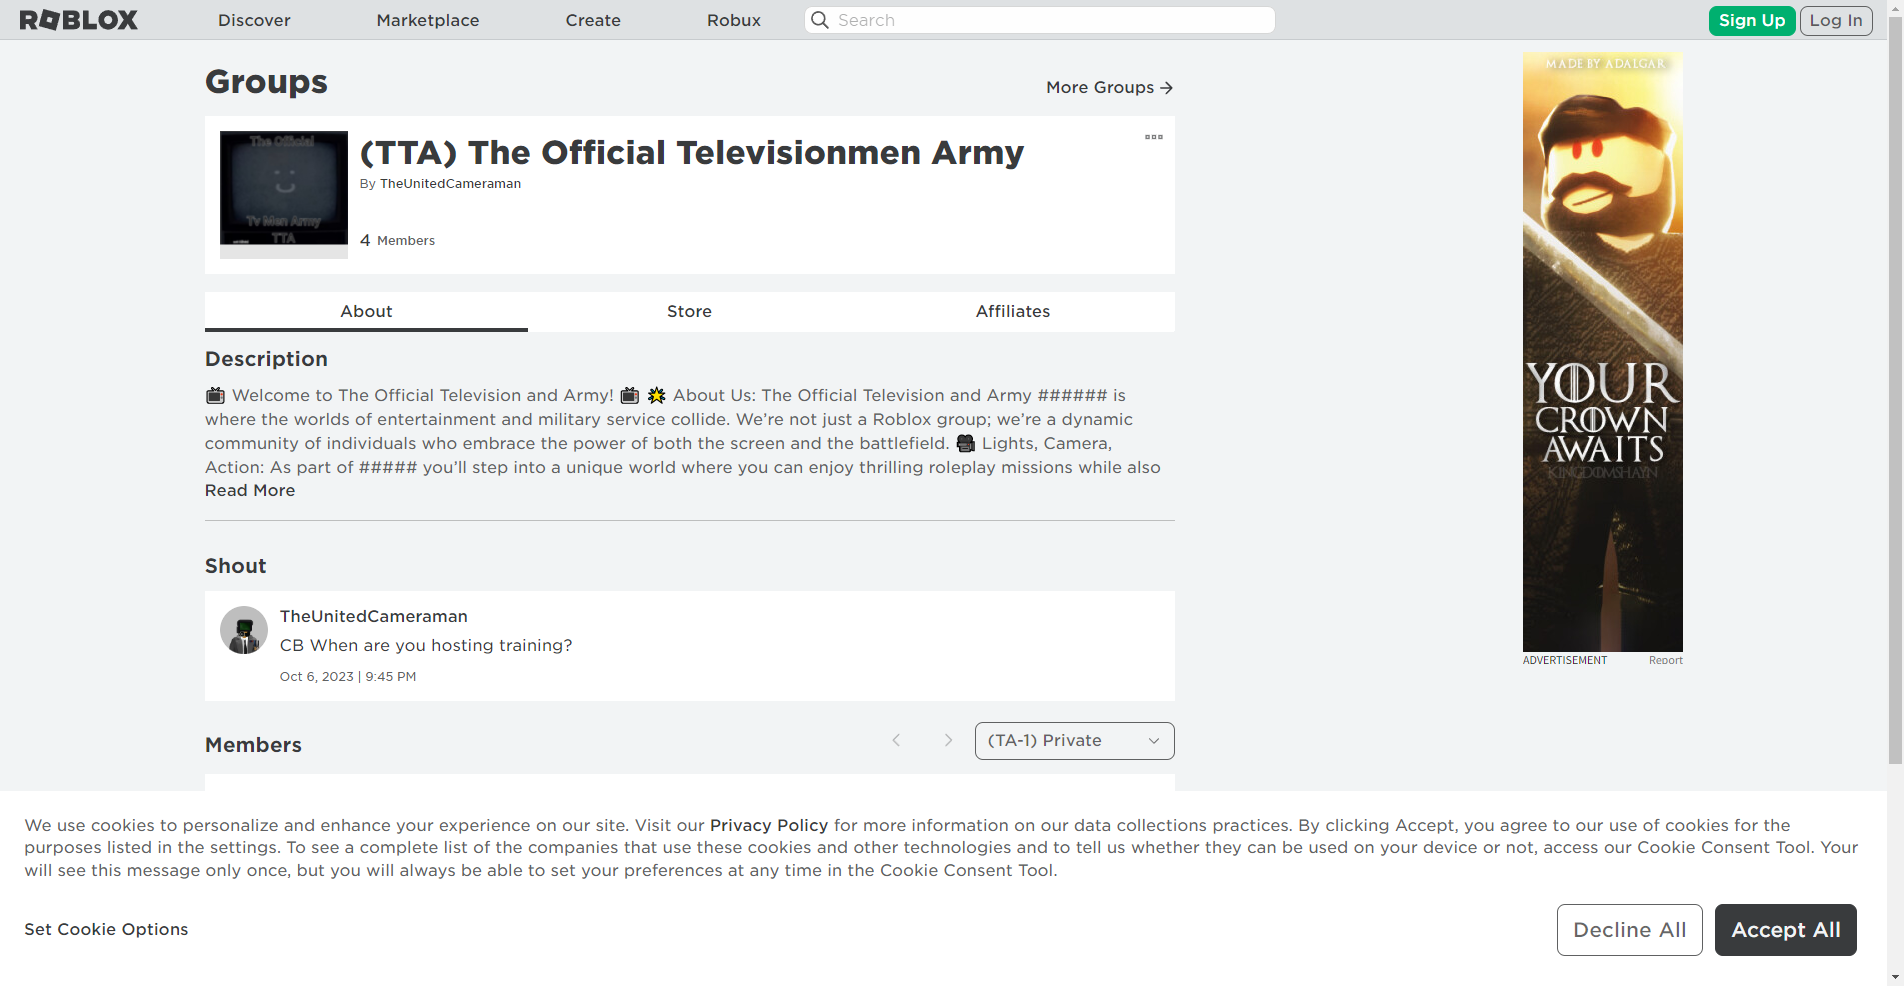 ROBLOX
Discover
Marketplace
Create
Robux
Search
Sign Up
Log In
Groups
More Groups
The Official
Tv Men Army
TTA
(TTA) The Official Televisionmen Army
By TheUnitedCameraman
4 Members
About
Store
Affiliates
Description
📺 Welcome to The Official Television and Army! 📺 🌟 About Us: The Official Television and Army ###### is
where the worlds of entertainment and military service collide. We’re not just a Roblox group; we’re a dynamic
community of individuals who embrace the power of both the screen and the battlefield. 🎥 Lights, Camera,
Action: As part of ##### you’ll step into a unique world where you can enjoy thrilling roleplay missions while also
Read More
Shout
TheUnitedCameraman
CB When are you hosting training?
Oct 6, 2023 | 9:45 PM
Members
(TA-1) Private
MADE BY ADALGAR
YOUR
CROWN
AWAITS
KINGDOMSHAYN
ADVERTISEMENT
Report
We use cookies to personalize and enhance your experience on our site. Visit our Privacy Policy for more information on our data collections practices. By clicking Accept, you agree to our use of cookies for the
purposes listed in the settings. To see a complete list of the companies that use these cookies and other technologies and to tell us whether they can be used on your device or not, access our Cookie Consent Tool. Your
will see this message only once, but you will always be able to set your preferences at any time in the Cookie Consent Tool.
Set Cookie Options
Decline All
Accept All